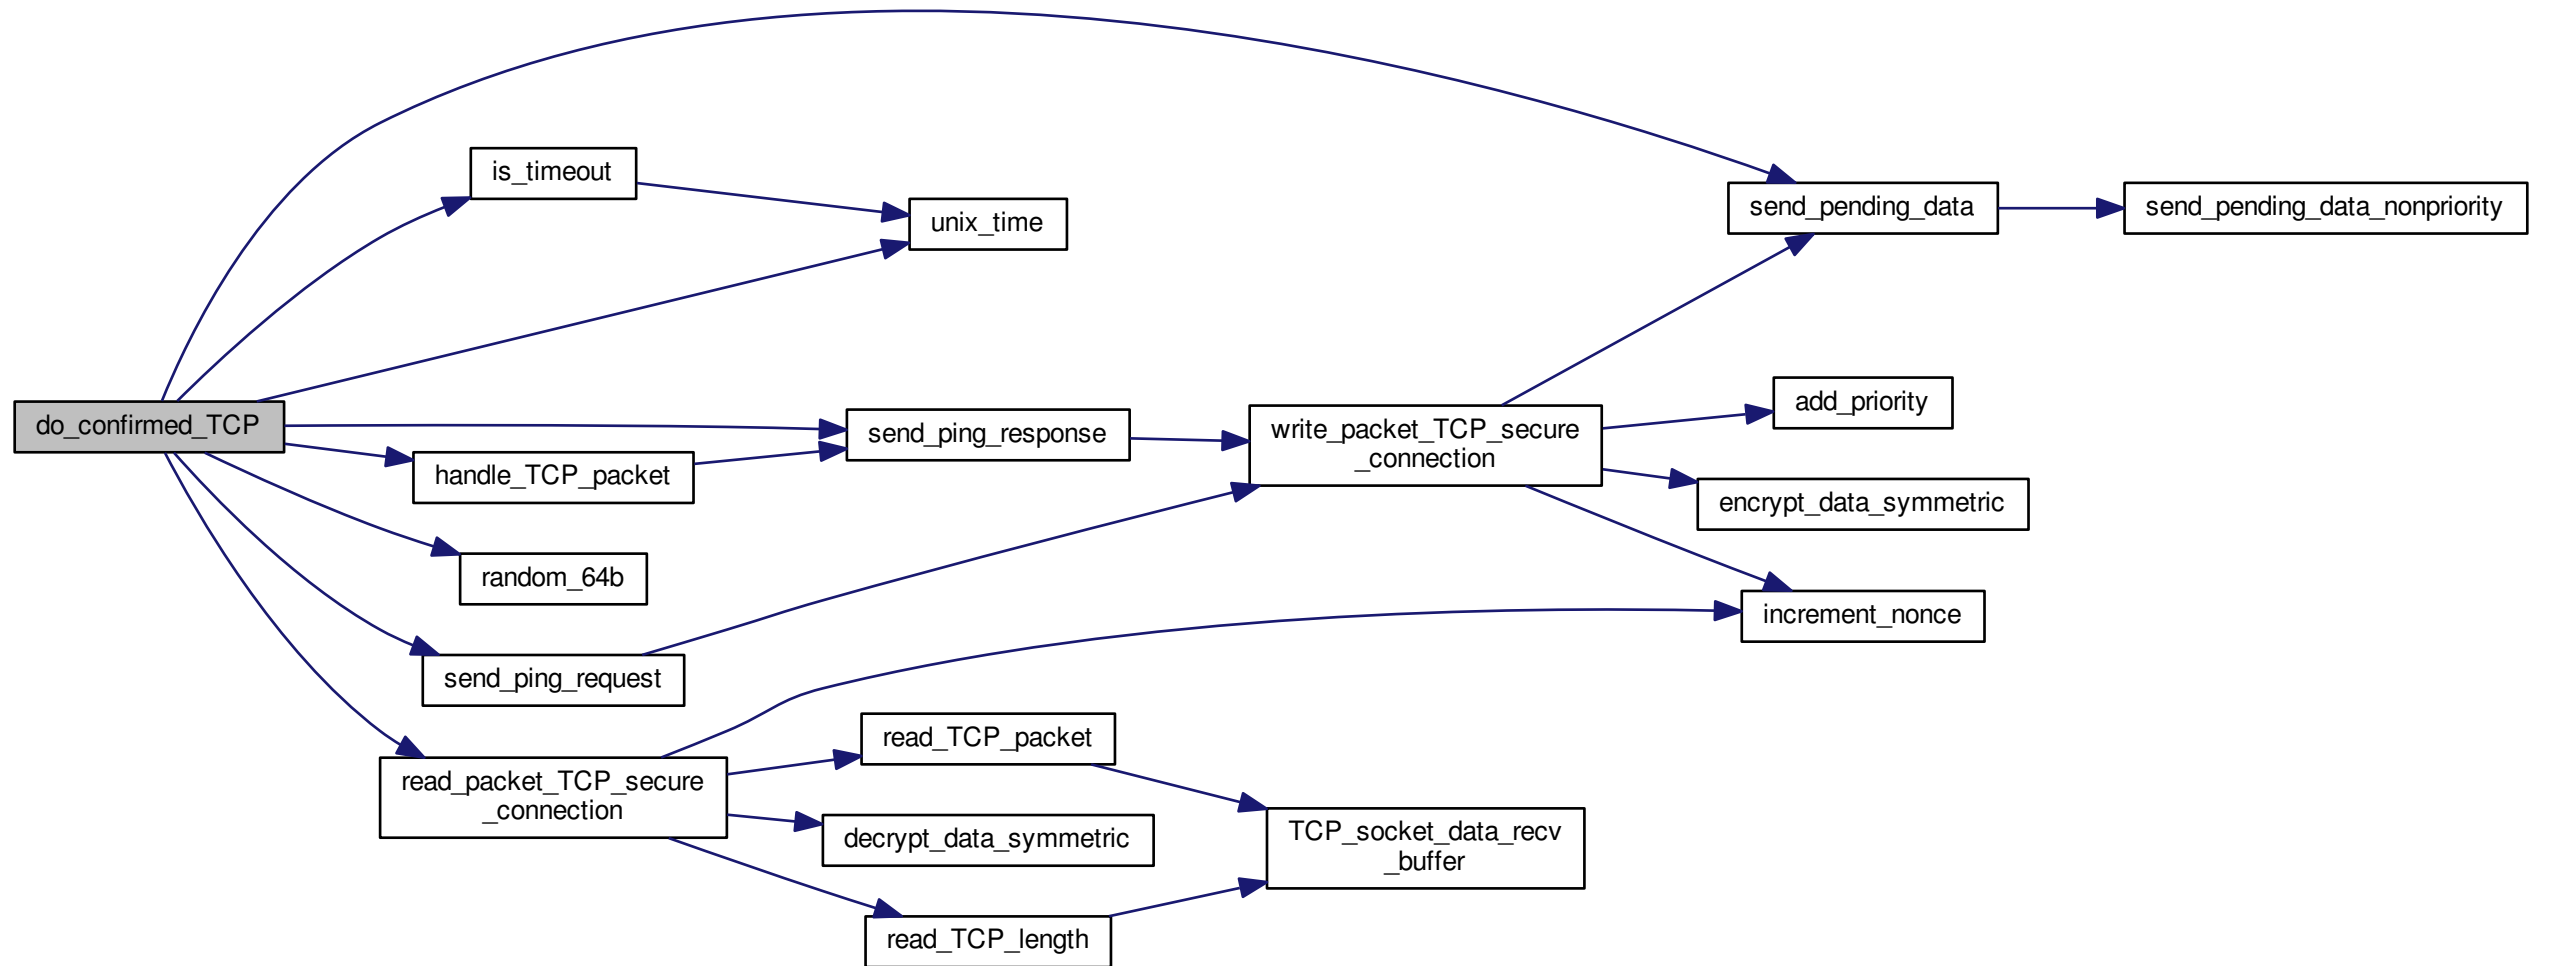 is_timeout
unix_time
send_pending_data
send_pending_data_nonpriority
do_confirmed_TCP
send_ping_response
write_packet_TCP_secure
_connection
add_priority
handle_TCP_packet
encrypt_data_symmetric
random_64b
increment_nonce
send_ping_request
read_TCP_packet
read_packet_TCP_secure
_connection
decrypt_data_symmetric
TCP_socket_data_recv
_buffer
read_TCP_length